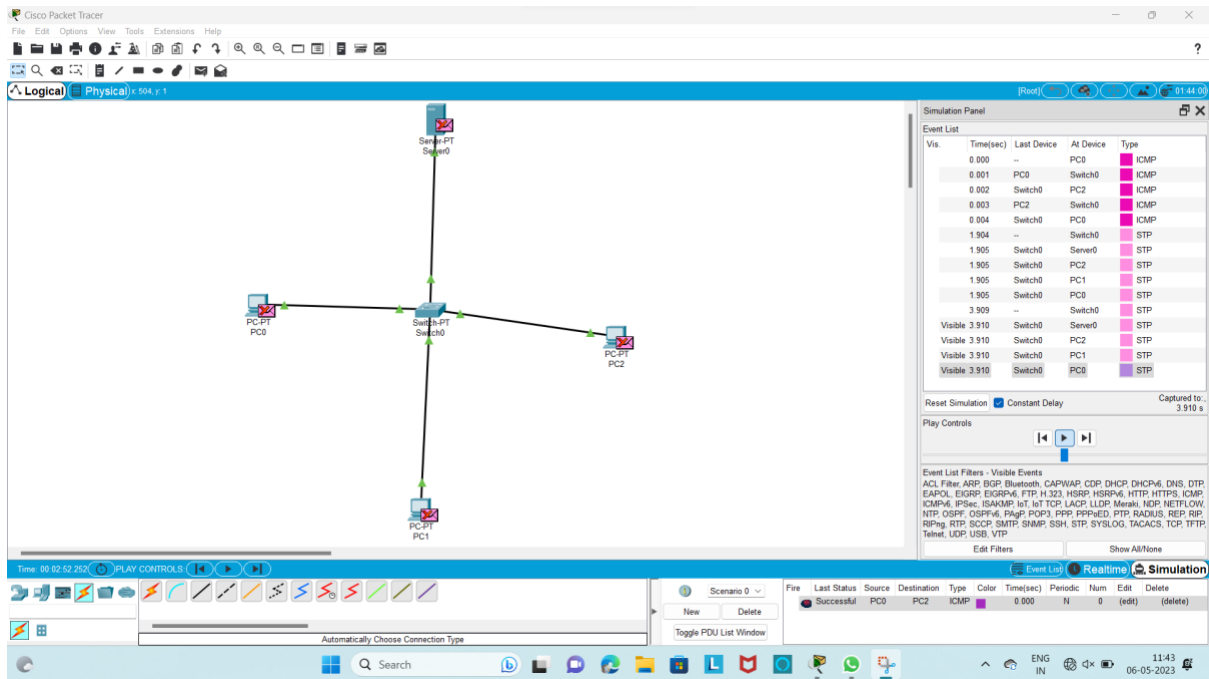 Cisco Packet Tracer
File Edit Options View Tools Extensions Help
?
Logical Physical x: 504, y: 1 [Root] 01:44:00
Server-PT
Server0
PC-PT
PC0
Switch-PT
Switch0
PC-PT
PC2
PC-PT
PC1
Simulation Panel
Event List
Vis. Time(sec) Last Device At Device Type
0.000 -- PC0 ICMP
0.001 PC0 Switch0 ICMP
0.002 Switch0 PC2 ICMP
0.003 PC2 Switch0 ICMP
0.004 Switch0 PC0 ICMP
1.904 -- Switch0 STP
1.905 Switch0 Server0 STP
1.905 Switch0 PC2 STP
1.905 Switch0 PC1 STP
1.905 Switch0 PC0 STP
3.909 -- Switch0 STP
Visible 3.910 Switch0 Server0 STP
Visible 3.910 Switch0 PC2 STP
Visible 3.910 Switch0 PC1 STP
Visible 3.910 Switch0 PC0 STP
Reset Simulation Constant Delay Captured to:
3.910 s
Play Controls
Event List Filters - Visible Events
ACL Filter, ARP, BGP, Bluetooth, CAPWAP, CDP, DHCP, DHCPv6, DNS, DTP,
EAPOL, EIGRP, EIGRPv6, FTP, H.323, HSRP, HSRPv6, HTTP, HTTPS, ICMP,
ICMPv6, IPSec, ISAKMP, IoT, IoT TCP, LACP, LLDP, Meraki, NDP, NETFLOW,
NTP, OSPF, OSPFv6, PAgP, POP3, PPP, PPPoED, PTP, RADIUS, REP, RIP,
RIPng, RTP, SCCP, SMTP, SNMP, SSH, STP, SYSLOG, TACACS, TCP, TFTP,
Telnet, UDP, USB, VTP
Edit Filters Show All/None
Time: 00:02:52.252 PLAY CONTROLS: Event List Realtime Simulation
Automatically Choose Connection Type
Scenario 0
New Delete
Toggle PDU List Window
Fire Last Status Source Destination Type Color Time(sec) Periodic Num Edit Delete
Successful PC0 PC2 ICMP 0.000 N 0 (edit) (delete)
Search
ENG
IN
11:43
06-05-2023